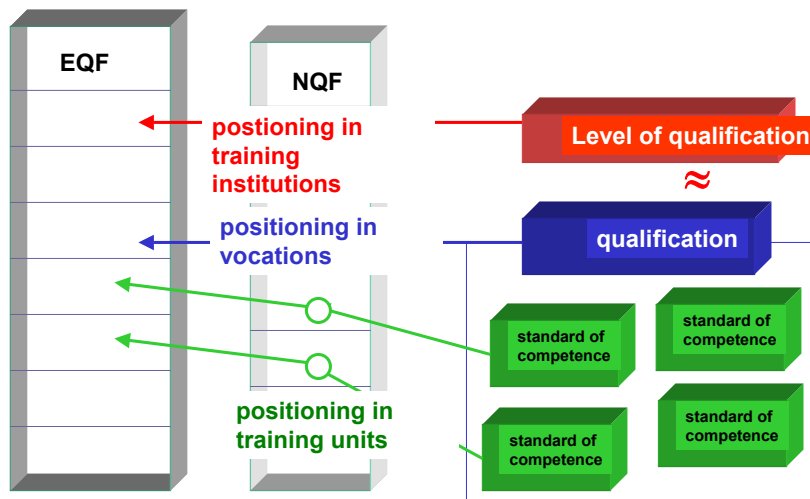 EQF
NQF
postioning in
training
institutions
Level of qualification
≈
positioning in
vocations
qualification
standard of
competence
standard of
competence
positioning in
training units
standard of
competence
standard of
competence